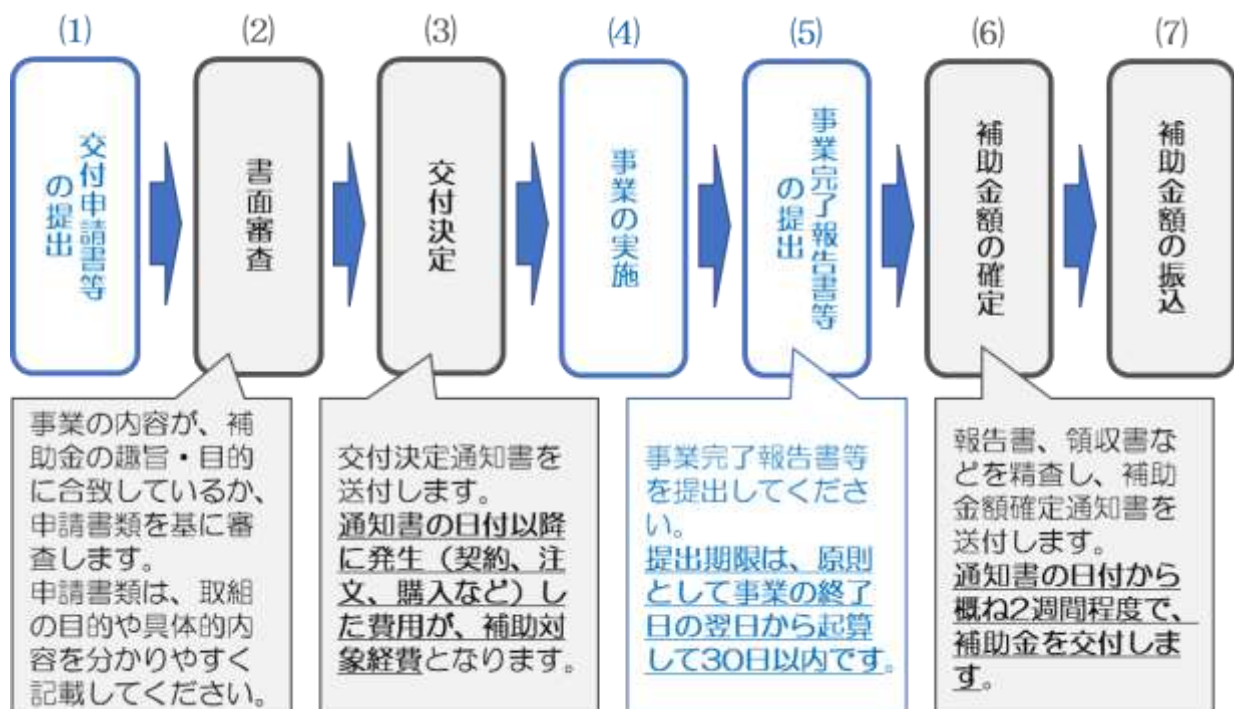 (1)
(2)
(3)
(4)
(5)
(6)
(7)
交付申請書等
の提出
書面審査
交付決定
事業の実施
事業完了報告書等
の提出
補助金額の確定
補助金額の振込
事業の内容が、補
助金の趣旨・目的
に合致しているか、
申請書類を基に審
査します。
申請書類は、取組
の目的や具体的内
容を分かりやすく
記載してください。
交付決定通知書を
送付します。
通知書の日付以降
に発生（契約、注
文、購入など）し
た費用が、補助対
象経費となります。
事業完了報告書等
を提出してくださ
い。
提出期限は、原則
として事業の終了
日の翌日から起算
して30日以内です。
報告書、領収書な
どを精査し、補助
金額確定通知書を
送付します。
通知書の日付から
概ね2週間程度で、
補助金を交付しま
す。